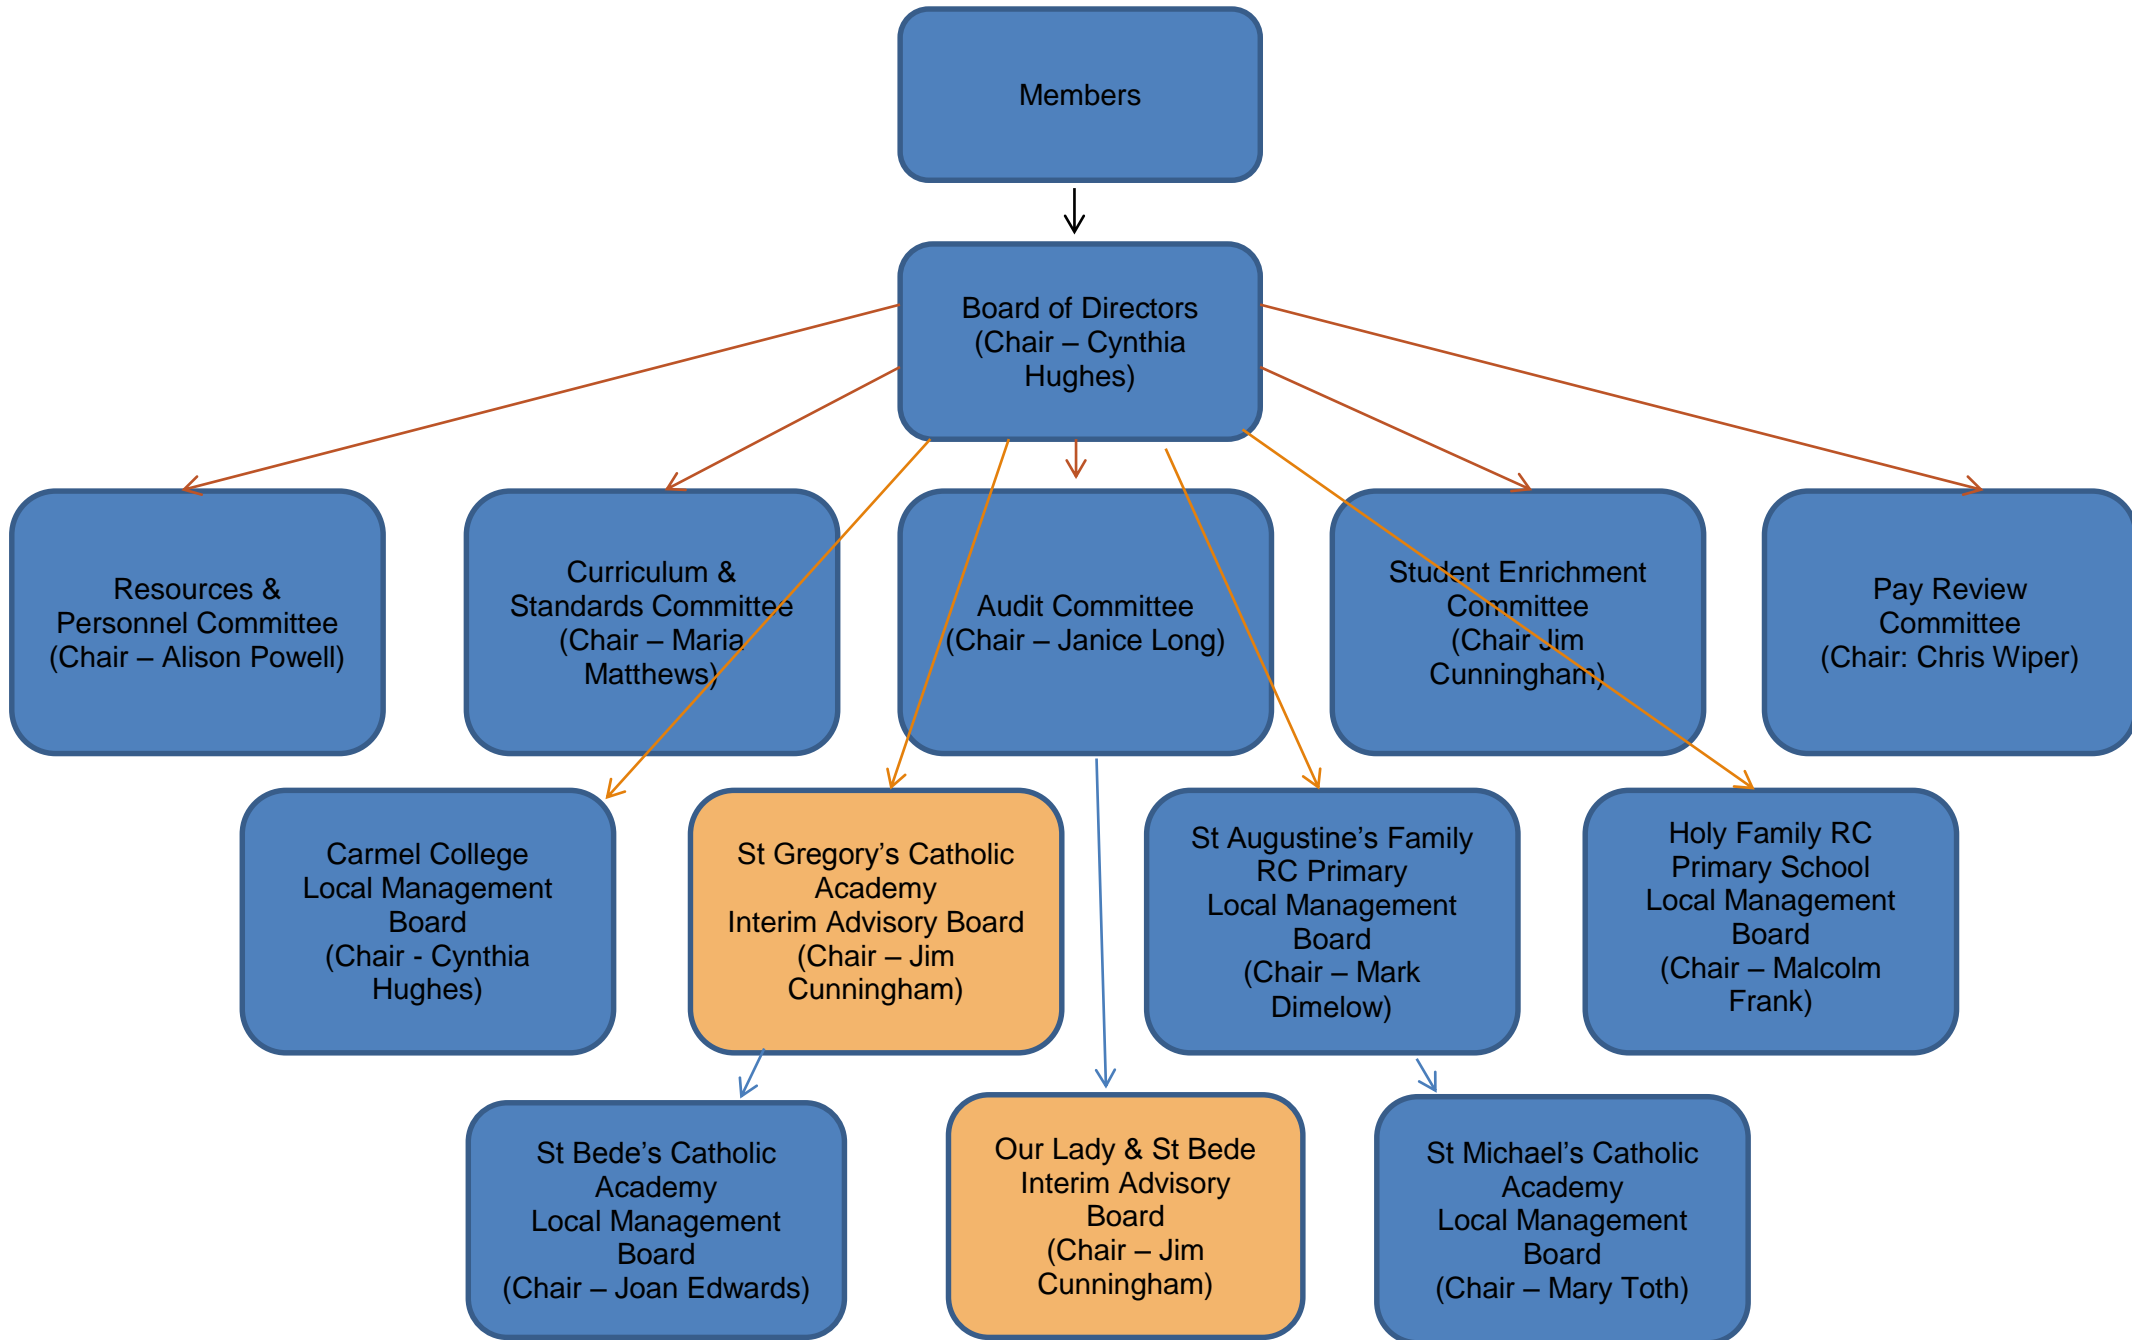 Members
Board of Directors
(Chair – Cynthia
Hughes)
Resources &
Personnel Committee
(Chair – Alison Powell)
Curriculum &
Standards Committee
(Chair – Maria
Matthews)
Audit Committee
(Chair – Janice Long)
Student Enrichment
Committee
(Chair Jim
Cunningham)
Pay Review
Committee
(Chair: Chris Wiper)
Carmel College
Local Management
Board
(Chair - Cynthia
Hughes)
St Gregory’s Catholic
Academy
Interim Advisory Board
(Chair – Jim
Cunningham)
St Augustine’s Family
RC Primary
Local Management
Board
(Chair – Mark
Dimelow)
Holy Family RC
Primary School
Local Management
Board
(Chair – Malcolm
Frank)
St Bede’s Catholic
Academy
Local Management
Board
(Chair – Joan Edwards)
Our Lady & St Bede
Interim Advisory
Board
(Chair – Jim
Cunningham)
St Michael’s Catholic
Academy
Local Management
Board
(Chair – Mary Toth)